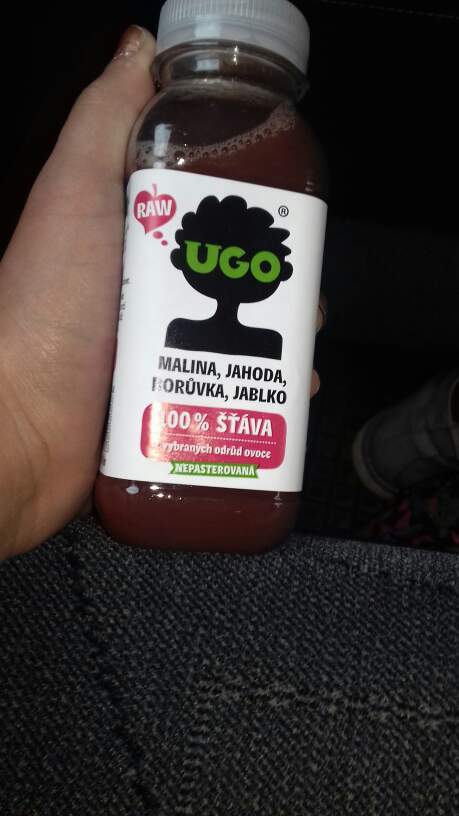 RAW
UGO®
MALINA, JAHODA,
BORŮVKA, JABLKO
100% ŠŤÁVA
z vybraných odrůd ovoce
NEPASTEROVANÁ